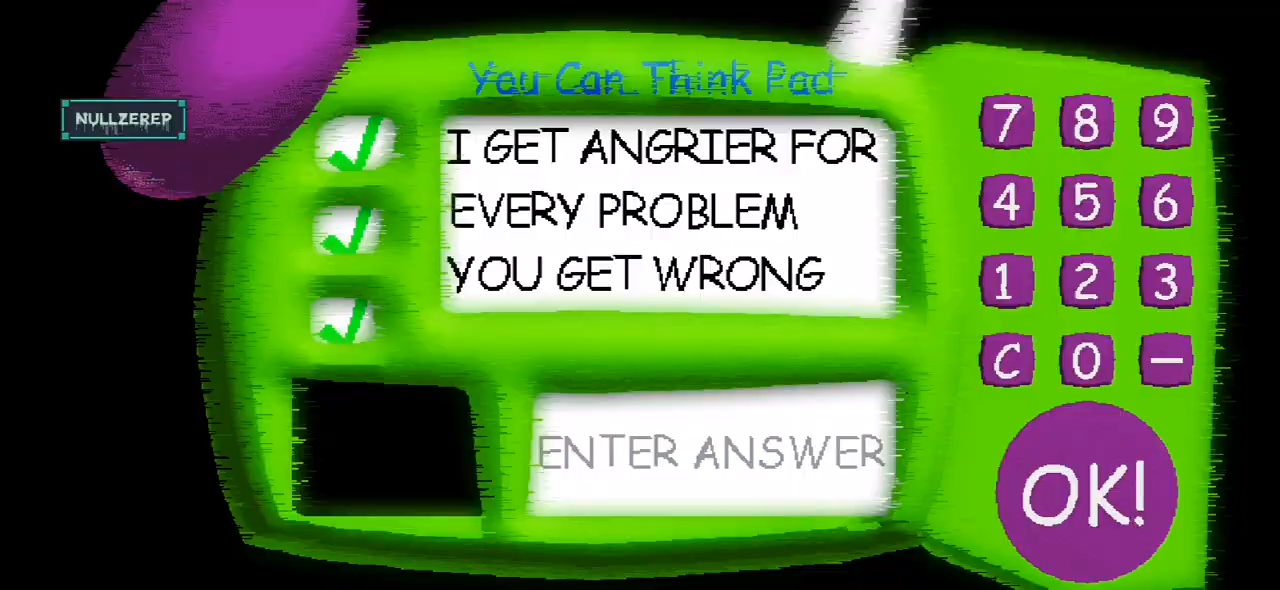 You Can Think Pad
NULLZEREP
I GET ANGRIER FOR
EVERY PROBLEM
YOU GET WRONG
ENTER ANSWER
7 8 9
4 5 6
1 2 3
C 0 —
OK!